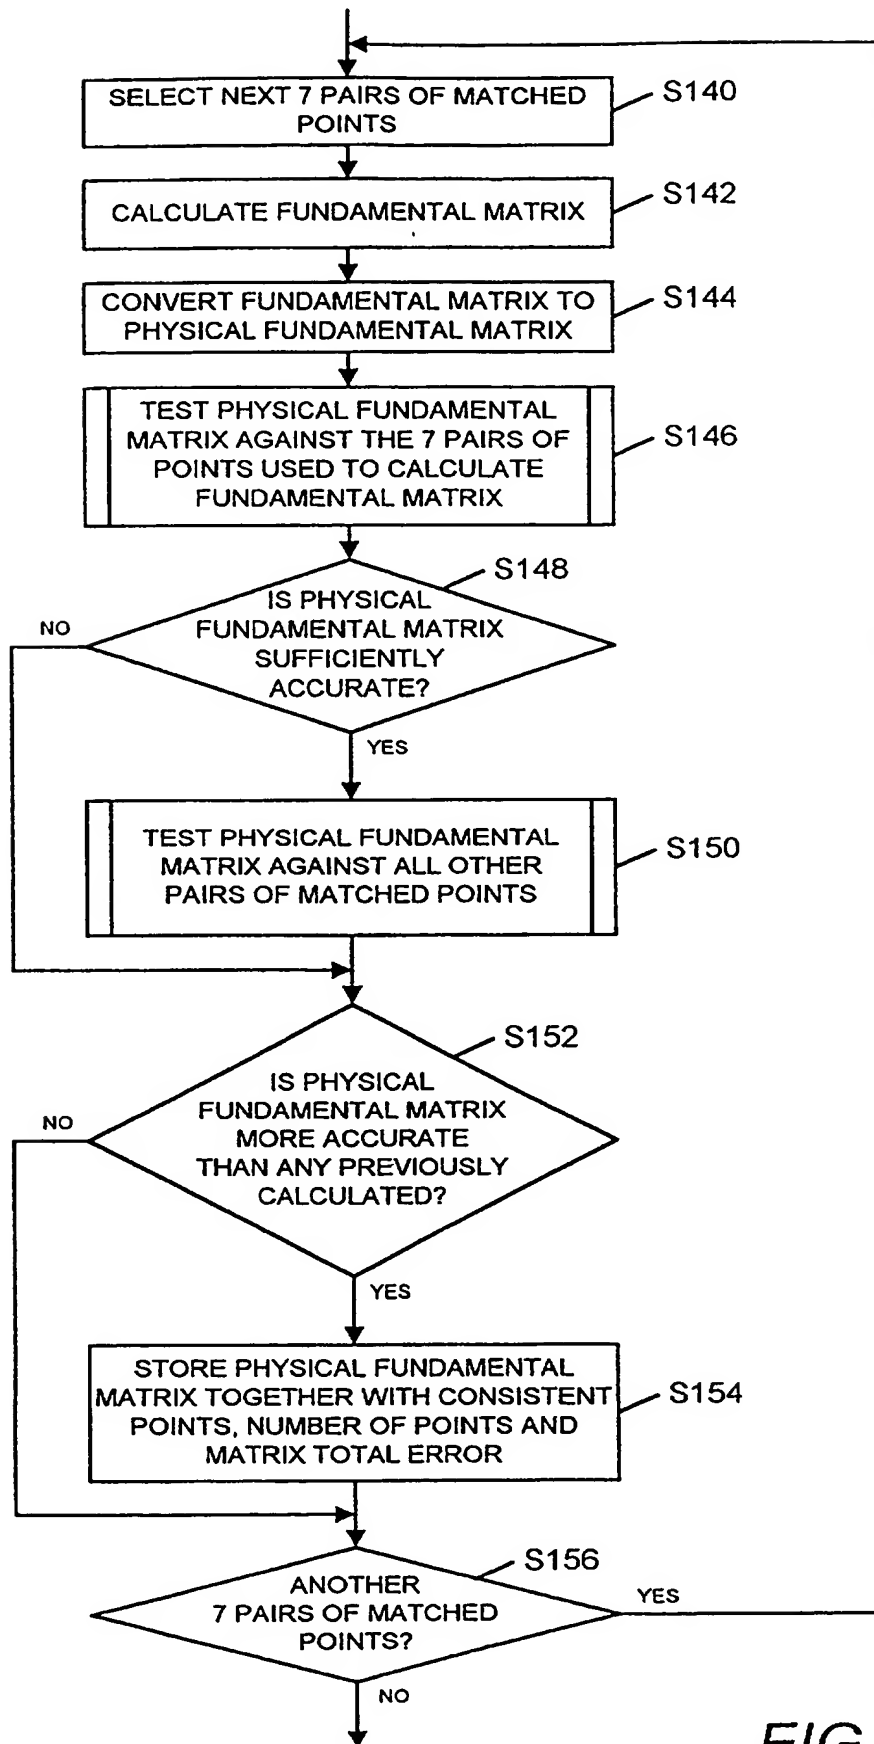 SELECT NEXT 7 PAIRS OF MATCHED
POINTS
S140
CALCULATE FUNDAMENTAL MATRIX
S142
CONVERT FUNDAMENTAL MATRIX TO
PHYSICAL FUNDAMENTAL MATRIX
S144
TEST PHYSICAL FUNDAMENTAL
MATRIX AGAINST THE 7 PAIRS OF
POINTS USED TO CALCULATE
FUNDAMENTAL MATRIX
S146
S148
IS PHYSICAL
FUNDAMENTAL MATRIX
SUFFICIENTLY
ACCURATE?
NO
YES
TEST PHYSICAL FUNDAMENTAL
MATRIX AGAINST ALL OTHER
PAIRS OF MATCHED POINTS
S150
S152
IS PHYSICAL
FUNDAMENTAL MATRIX
MORE ACCURATE
THAN ANY PREVIOUSLY
CALCULATED?
NO
YES
STORE PHYSICAL FUNDAMENTAL
MATRIX TOGETHER WITH CONSISTENT
POINTS, NUMBER OF POINTS AND
MATRIX TOTAL ERROR
S154
S156
ANOTHER
7 PAIRS OF MATCHED
POINTS?
YES
NO